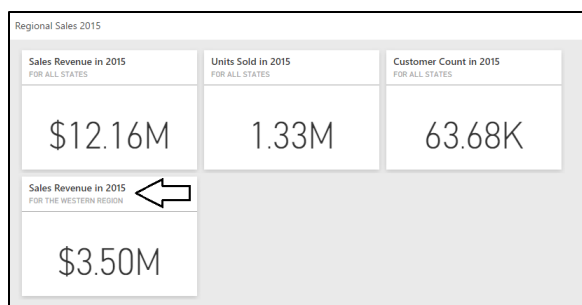 Regional Sales 2015
Sales Revenue in 2015
FOR ALL STATES
$12.16M
Units Sold in 2015
FOR ALL STATES
1.33M
Customer Count in 2015
FOR ALL STATES
63.68K
Sales Revenue in 2015
FOR THE WESTERN REGION
$3.50M